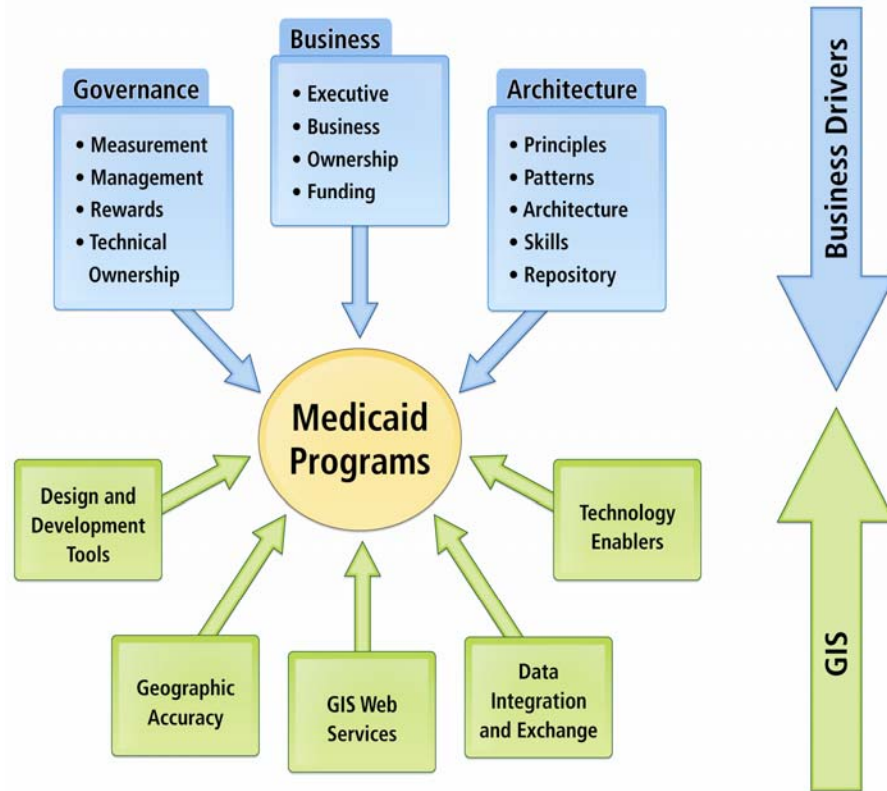 Business
• Executive
• Business
• Ownership
• Funding
Governance
• Measurement
• Management
• Rewards
• Technical
Ownership
Architecture
• Principles
• Patterns
• Architecture
• Skills
• Repository
Business Drivers
Medicaid
Programs
Design and
Development
Tools
Technology
Enablers
Geographic
Accuracy
GIS Web
Services
Data
Integration
and Exchange
GIS